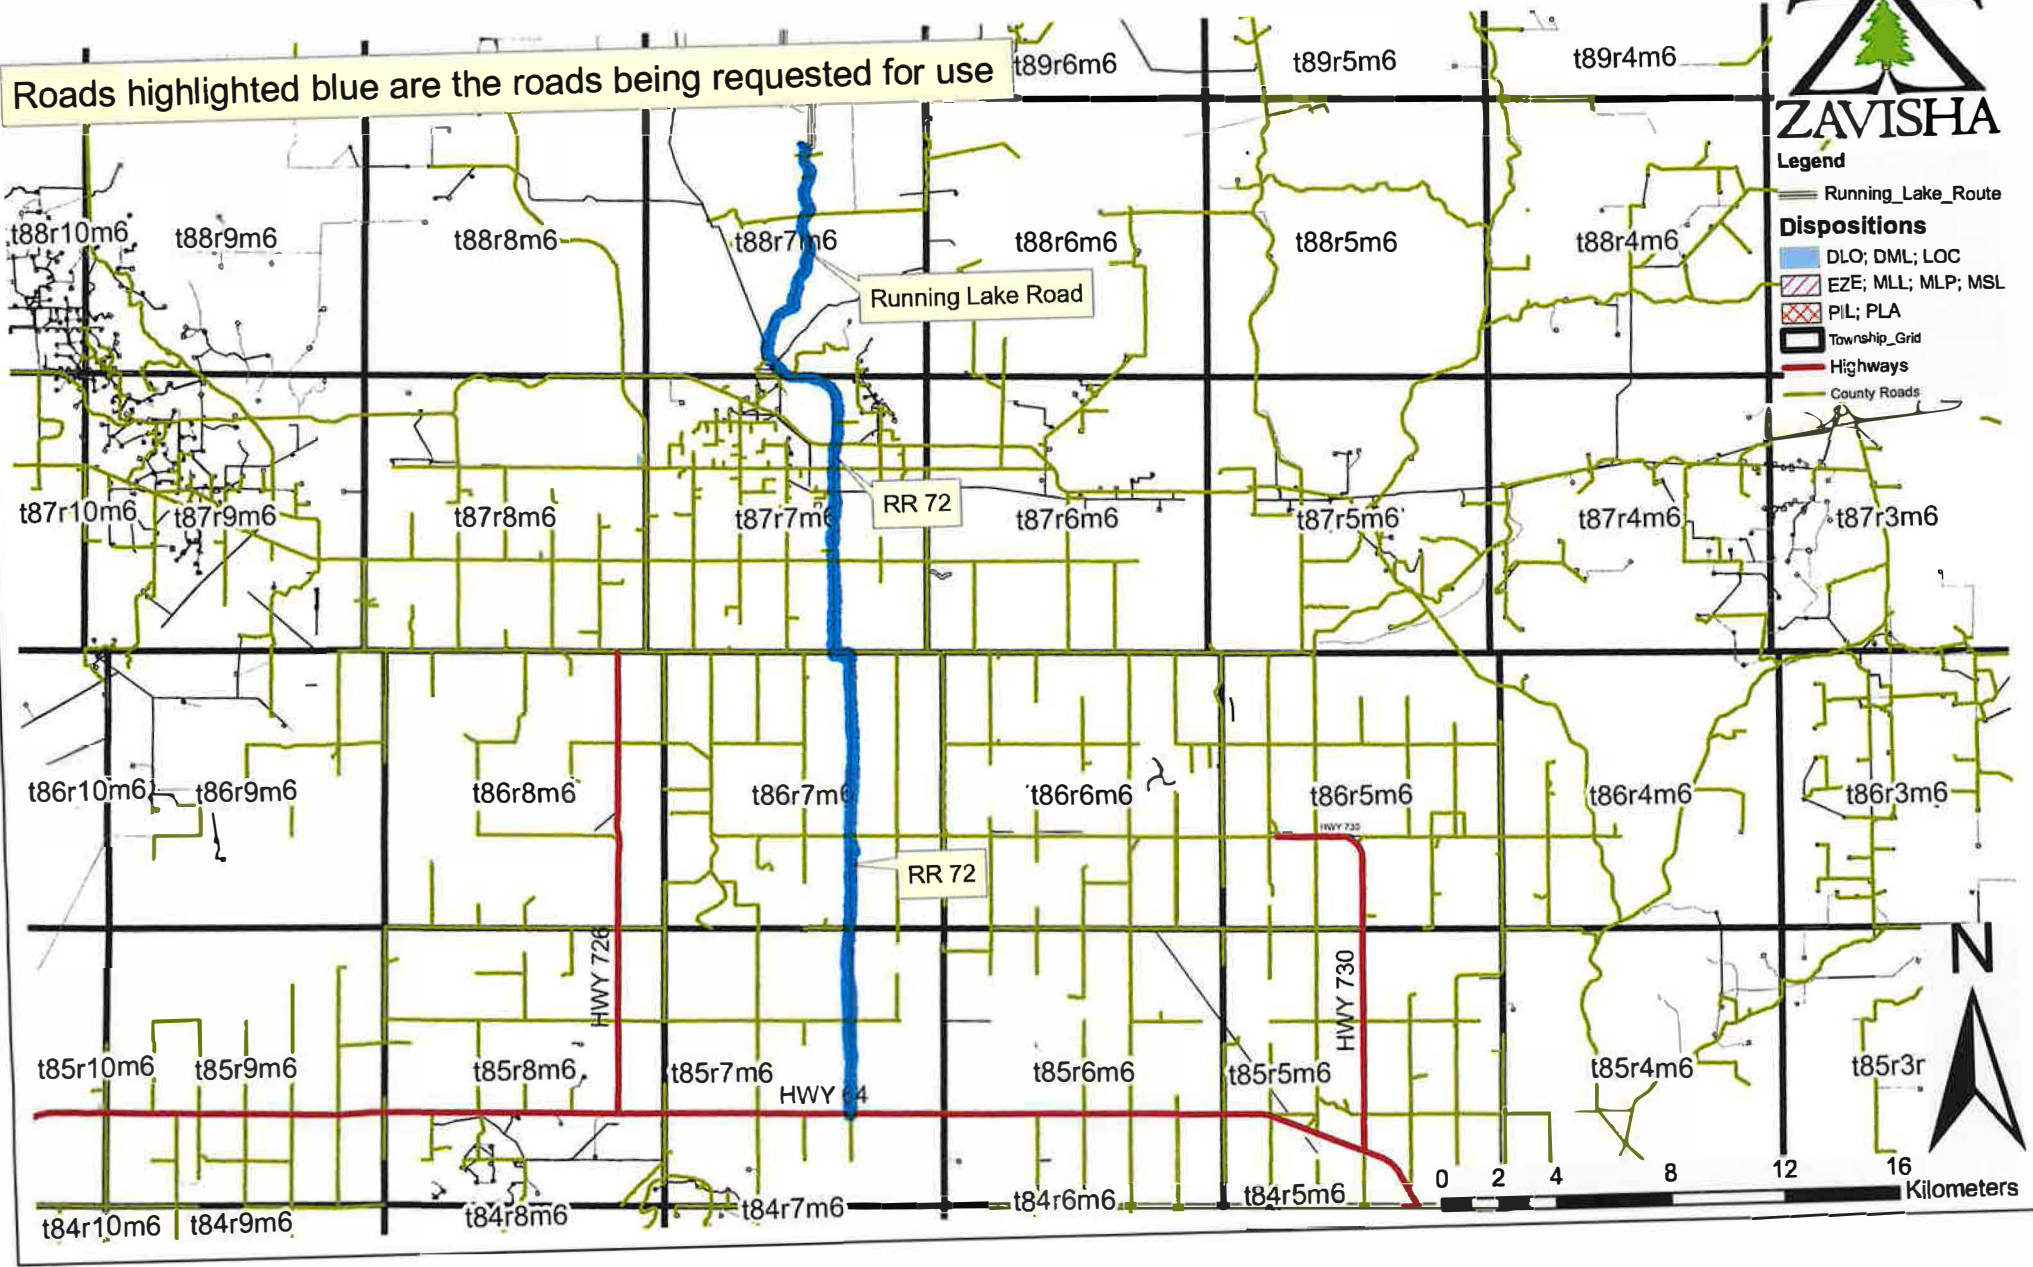 t89r6m6
t89r5m6
t89r4m6
Roads highlighted blue are the roads being requested for use
ZAVISHA
Legend
Running_Lake_Route
Dispositions
DLO; DML; LOC
EZE; MLL; MLP; MSL
PIL; PLA
Township_Grid
Highways
County Roads
t88r10m6
t88r9m6
t88r8m6
t88r7m6
t88r6m6
t88r5m6
t88r4m6
Running Lake Road
RR 72
t87r10m6
t87r9m6
t87r8m6
t87r7m6
t87r6m6
t87r5m6
t87r4m6
t87r3m6
t86r10m6
t86r9m6
t86r8m6
t86r7m6
t86r6m6
t86r5m6
t86r4m6
t86r3m6
HWY 730
RR 72
HWY 726
HWY 730
N
t85r10m6
t85r9m6
t85r8m6
t85r7m6
t85r6m6
t85r5m6
t85r4m6
t85r3r
HWY 64
0 2 4 8 12 16
Kilometers
t84r10m6
t84r9m6
t84r8m6
t84r7m6
t84r6m6
t84r5m6